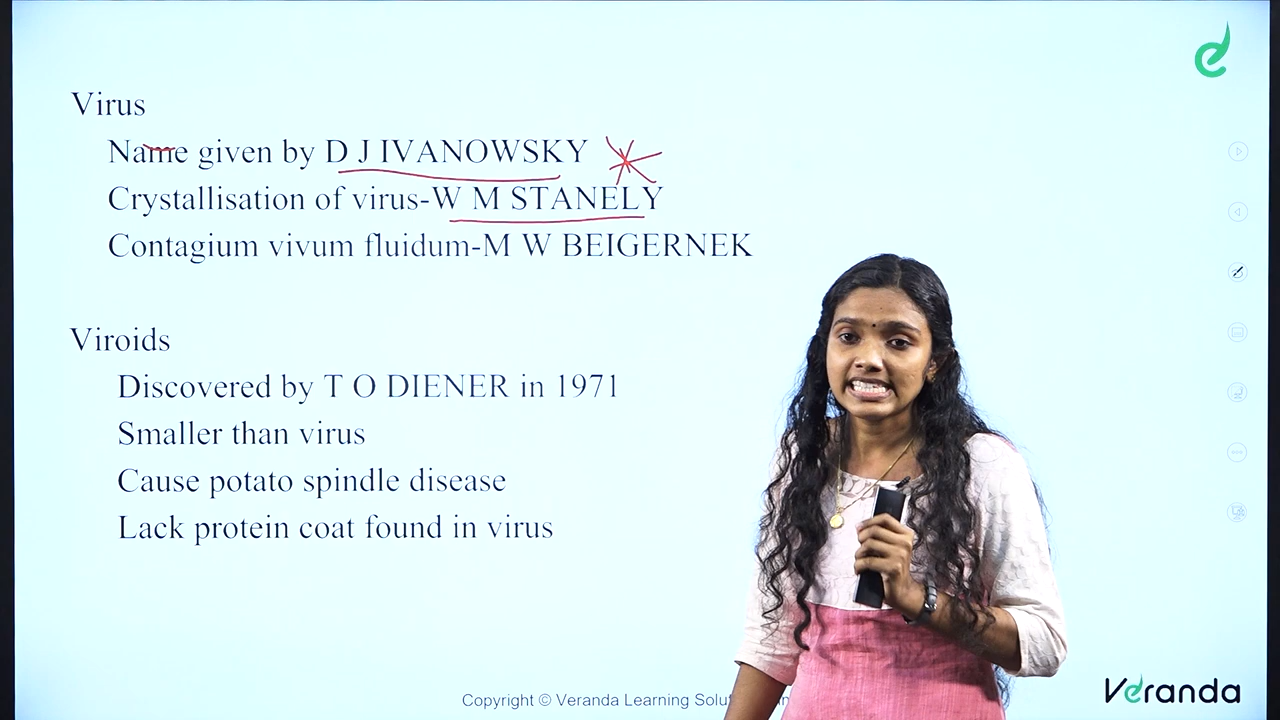 Virus
Name given by D J IVANOWSKY
Crystallisation of virus-W M STANELY
Contagium vivum fluidum-M W BEIGERNEK
Viroids
Discovered by T O DIENER in 1971
Smaller than virus
Cause potato spindle disease
Lack protein coat found in virus
Copyright © Veranda Learning
Veranda